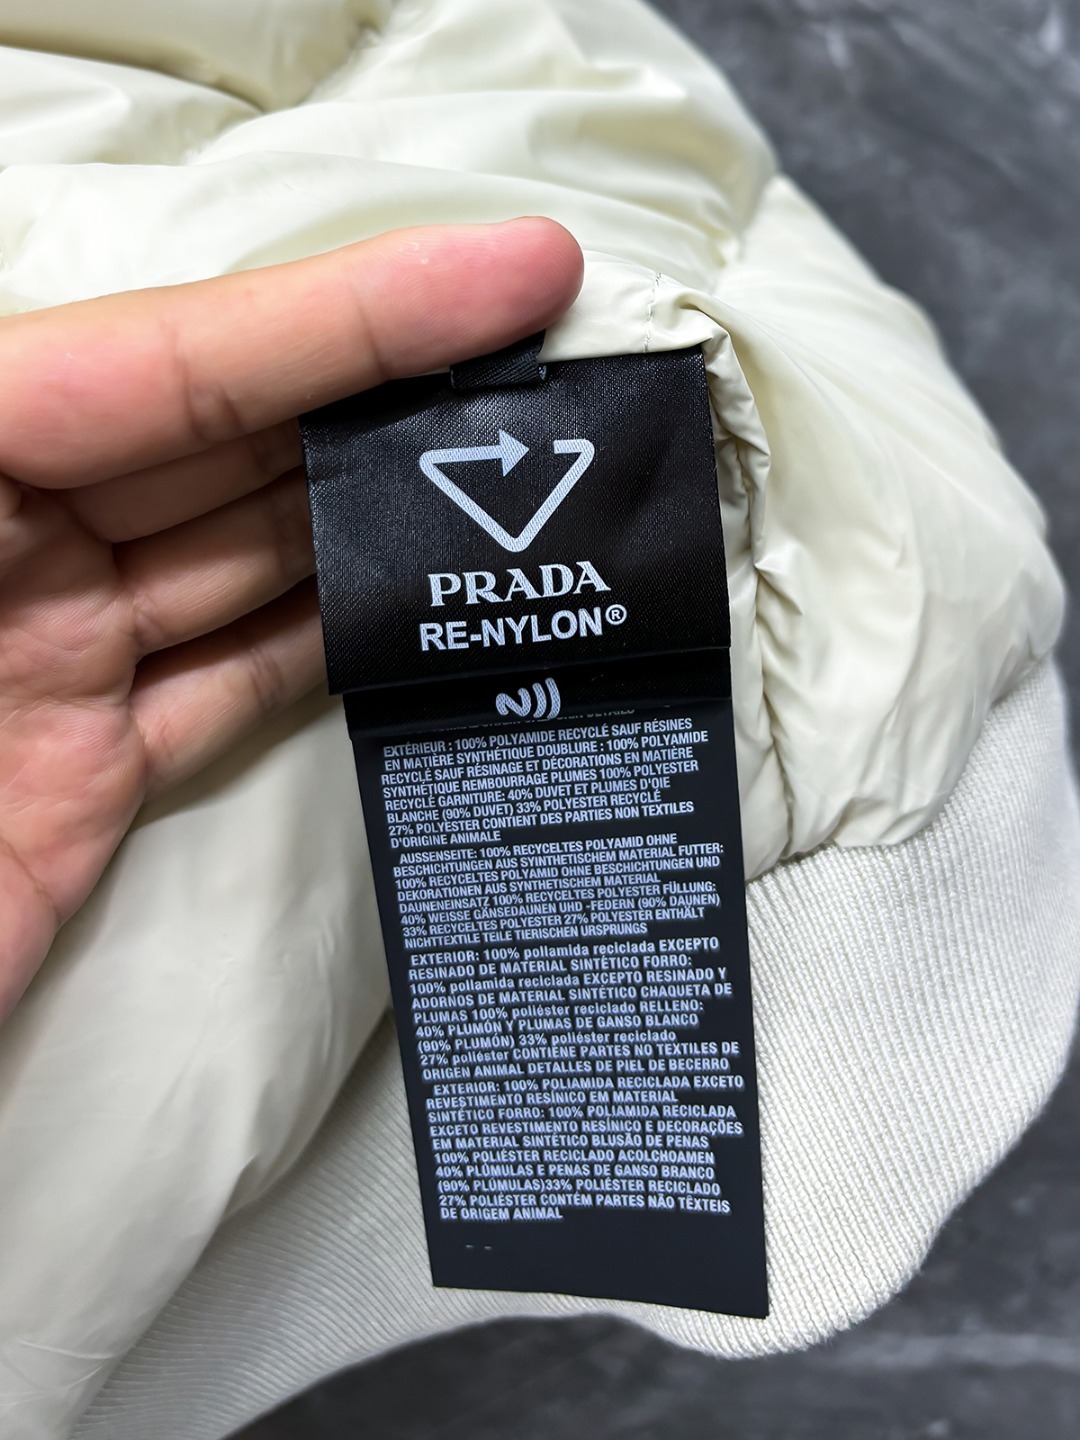 PRADA
RE-NYLON®
EXTÉRIEUR : 100% POLYAMIDE RECYCLÉ SAUF RÉSINES
EN MATIÈRE SYNTHÉTIQUE DOUBLURE : 100% POLYAMIDE
RECYCLÉ SAUF RÉSINAGE ET DÉCORATIONS EN MATIÈRE
SYNTHÉTIQUE REMBOURRAGE PLUMES 100% POLYESTER
RECYCLÉ GARNITURE: 40% DUVET ET PLUMES D'OIE
BLANCHE (90% DUVET) 33% POLYESTER RECYCLÉ
27% POLYESTER CONTIENT DES PARTIES NON TEXTILES
D'ORIGINE ANIMALE
AUSSENSEITE: 100% RECYCELTES POLYAMID OHNE
BESCHICHTUNGEN AUS SYINTHETISCHEM MATERIAL FUTTER:
100% RECYCELTES POLYAMID OHNE BESCHICHTUNGEN UND
DEKORATIONEN AUS SYNTHETISCHEM MATERIAL
DAUNENEINSATZ 100% RECYCELTES POLYESTER FÜLLUNG:
40% WEISSE GÄNSEDAUNEN UHD -FEDERN (90% DAUNEN)
33% RECYCELTES POLYESTER 27% POLYESTER ENTHÄLT
NICHTTEXTILE TEILE TIERISCHEN URSPRUNGS
EXTERIOR: 100% poliamida reciclada EXCEPTO
RESINADO DE MATERIAL SINTÉTICO FORRO:
100% poliamida reciclada EXCEPTO RESINADO Y
ADORNOS DE MATERIAL SINTÉTICO CHAQUETA DE
PLUMAS 100% poliéster reciclado RELLENO:
40% PLUMÓN Y PLUMAS DE GANSO BLANCO
(90% PLUMÓN) 33% poliéster reciclado
27% poliéster CONTIENE PARTES NO TEXTILES DE
ORIGEN ANIMAL DETALLES DE PIEL DE BECERRO
EXTERIOR: 100% POLIAMIDA RECICLADA EXCETO
REVESTIMENTO RESÍNICO EM MATERIAL
SINTÉTICO FORRO: 100% POLIAMIDA RECICLADA
EXCETO REVESTIMENTO RESÍNICO E DECORAÇÕES
EM MATERIAL SINTÉTICO BLUSÃO DE PENAS
100% POLIÉSTER RECICLADO ACOLCHOAMEN
40% PLÚMULAS E PENAS DE GANSO BRANCO
(90% PLÚMULAS)33% POLIÉSTER RECICLADO
27% POLIÉSTER CONTÉM PARTES NÃO TÊXTEIS
DE ORIGEM ANIMAL